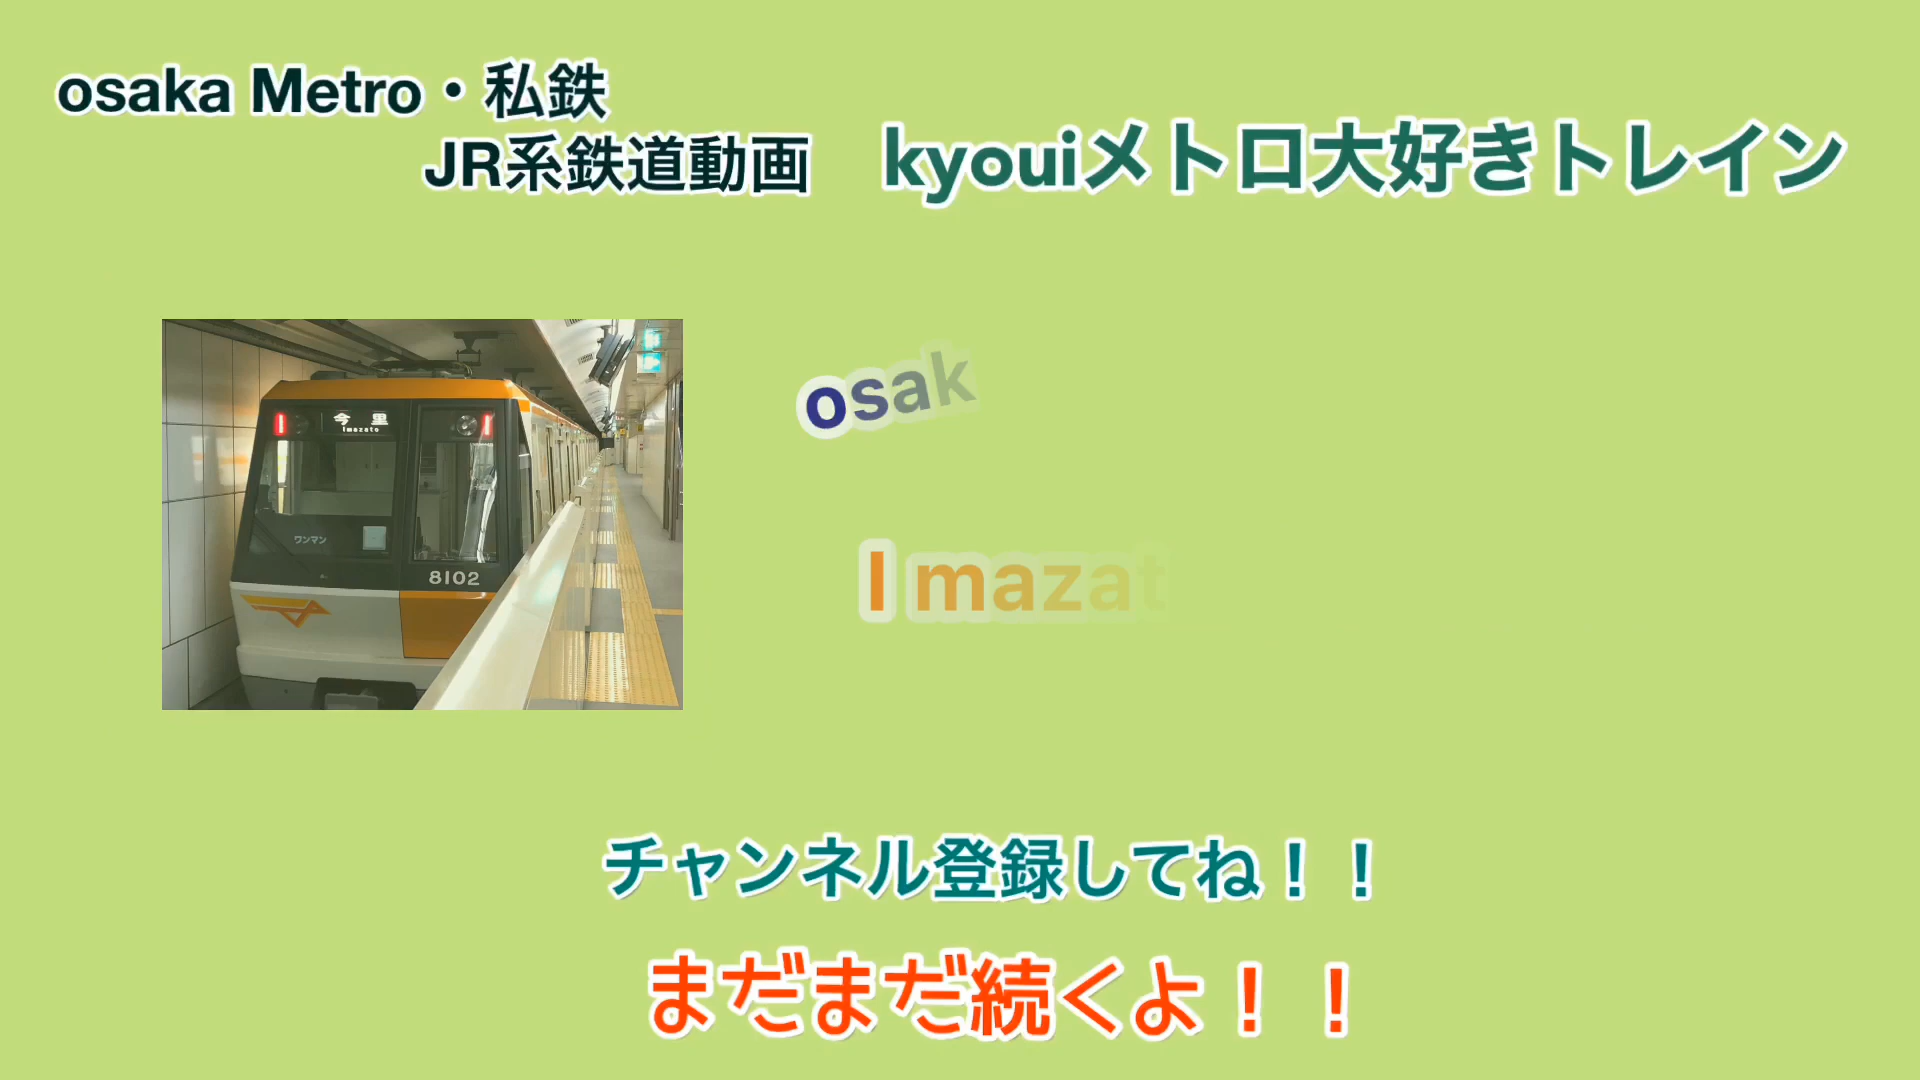 osaka Metro・私鉄
JR系鉄道動画
kyouiメトロ大好きトレイン
今里
Imazato
ワンマン
8102
osak
Imazat
チャンネル登録してね！！
まだまだ続くよ！！